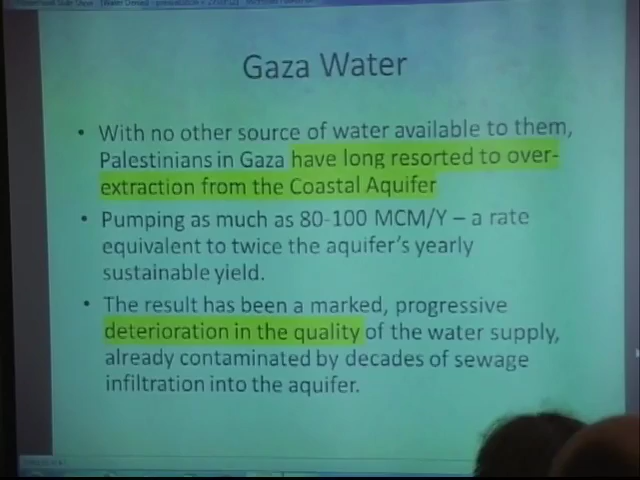 Gaza Water
• With no other source of water available to them,
Palestinians in Gaza have long resorted to over-
extraction from the Coastal Aquifer
• Pumping as much as 80-100 MCM/Y – a rate
equivalent to twice the aquifer's yearly
sustainable yield.
• The result has been a marked, progressive
deterioration in the quality of the water supply,
already contaminated by decades of sewage
infiltration into the aquifer.